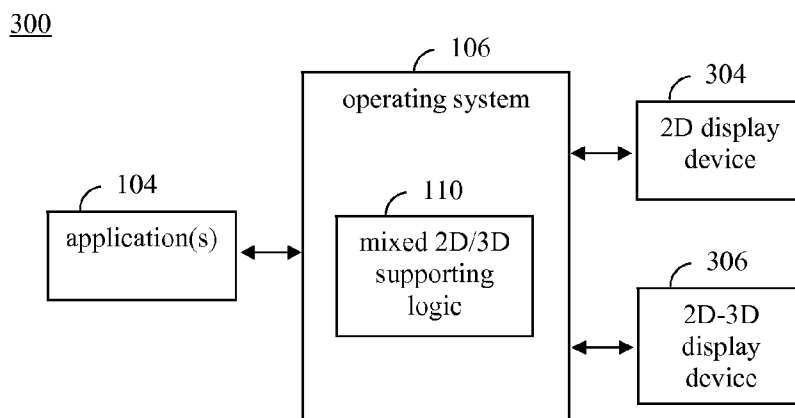 300
106
operating system
304
2D display
device
104
application(s)
110
mixed 2D/3D
supporting
logic
306
2D-3D
display
device